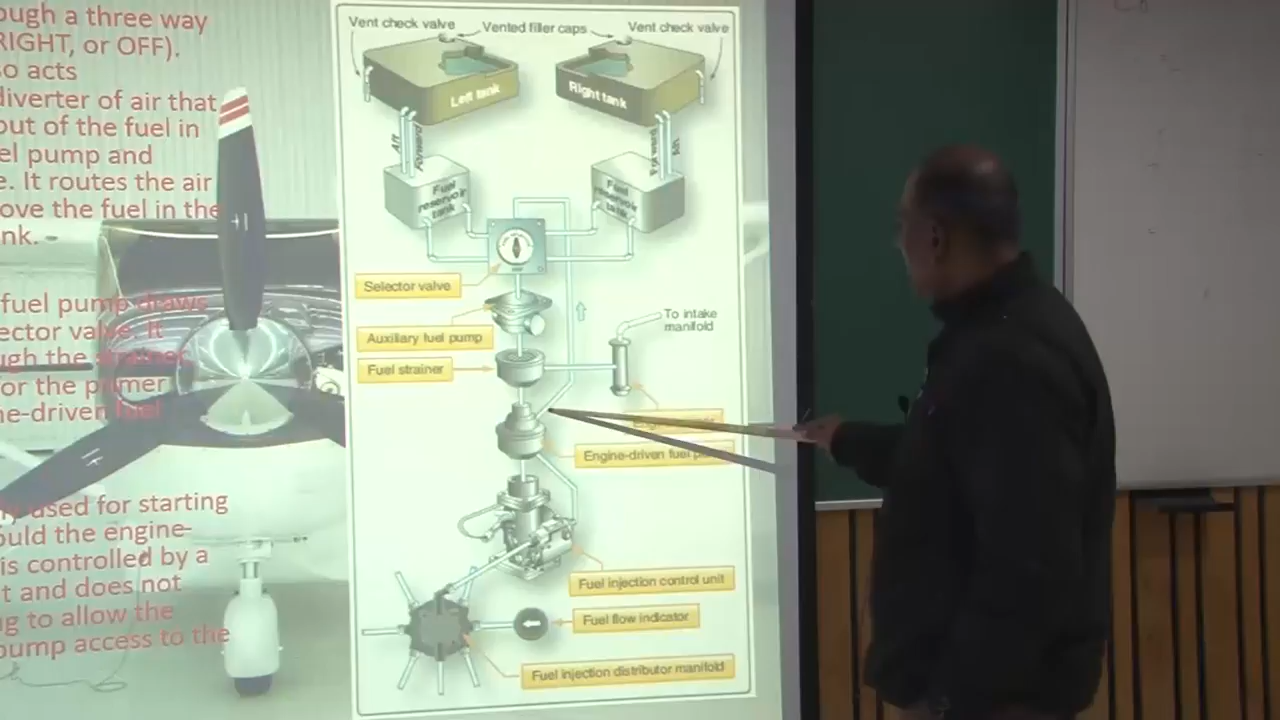 ough a three way
RIGHT, or OFF).
so acts
diverter of air that
out of the fuel in
el pump and
e. It routes the air
ove the fuel in the
nk.
fuel pump draws
ector valve. It
ugh the strainer
or the primer
ne-driven fuel
ly used for starting
ould the engine-
is controlled by a
t and does not
ng to allow the
pump access to the
Vent check valve
Vented filler caps
Vent check valve
Left tank
Right tank
Aft
Forward
Forward
Aft
Fuel
reservoir
tank
Fuel
reservoir
tank
Selector valve
Auxiliary fuel pump
Fuel strainer
To intake
manifold
Engine-driven fuel
Fuel injection control unit
Fuel flow indicator
Fuel injection distributor manifold